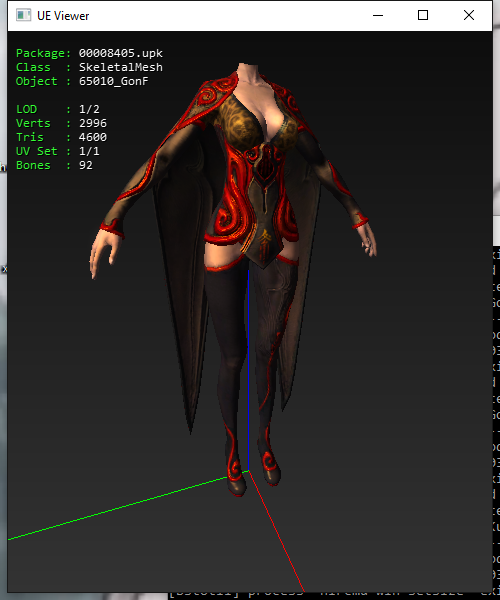 UE Viewer
Package: 00008405.upk
Class : SkeletalMesh
Object : 65010_GonF
LOD : 1/2
Verts : 2996
Tris : 4600
UV Set : 1/1
Bones : 92